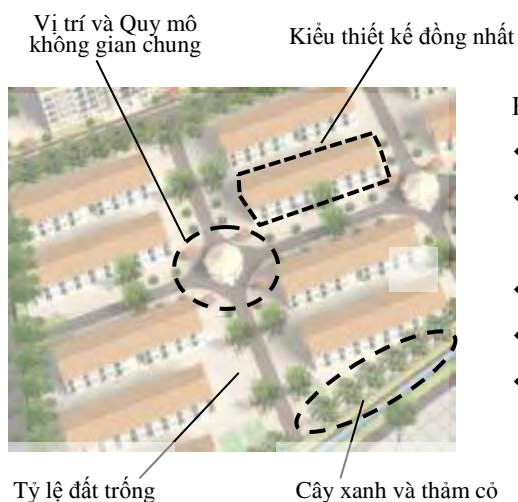 Vị trí và Quy mô
không gian chung
Kiểu thiết kế đồng nhất
Tỷ lệ đất trống
Cây xanh và thảm cỏ